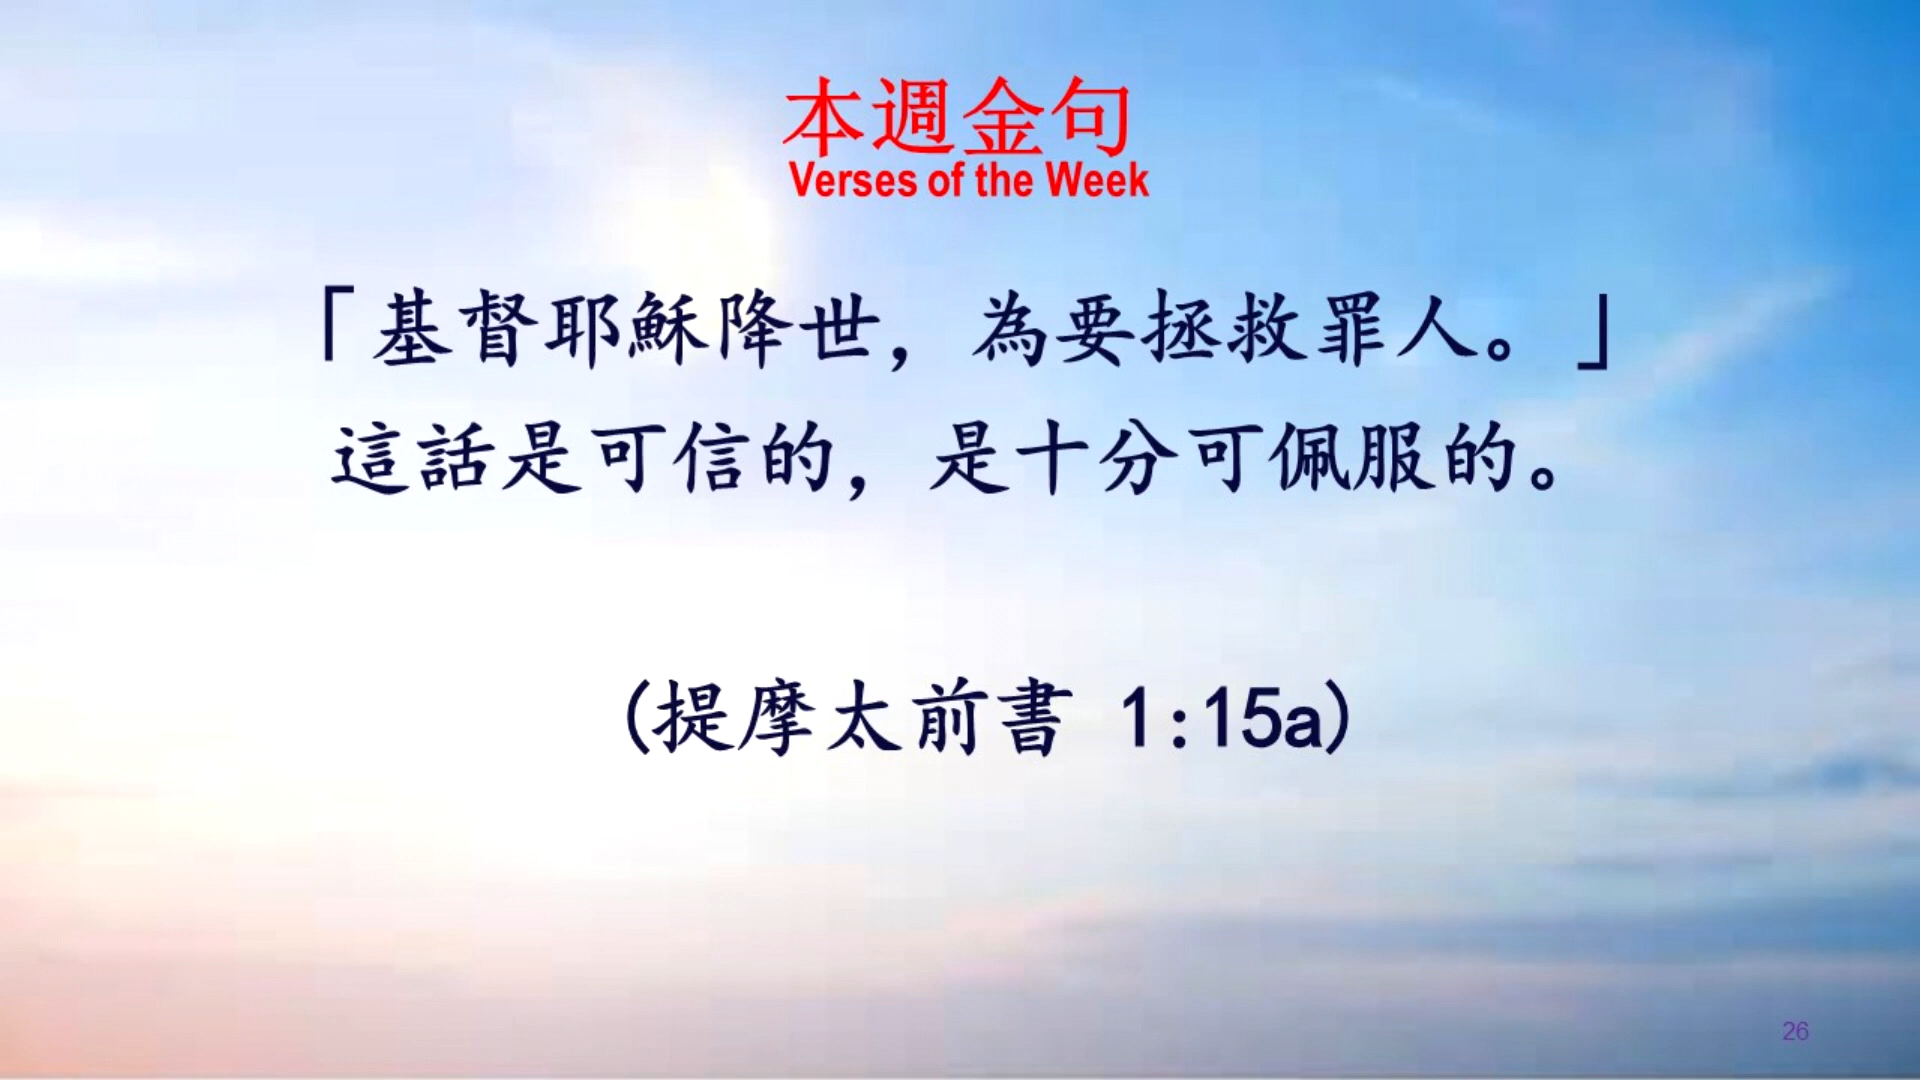 本週金句
Verses of the Week
「基督耶穌降世，為要拯救罪人。」
這話是可信的，是十分可佩服的。
(提摩太前書 1:15a)
26